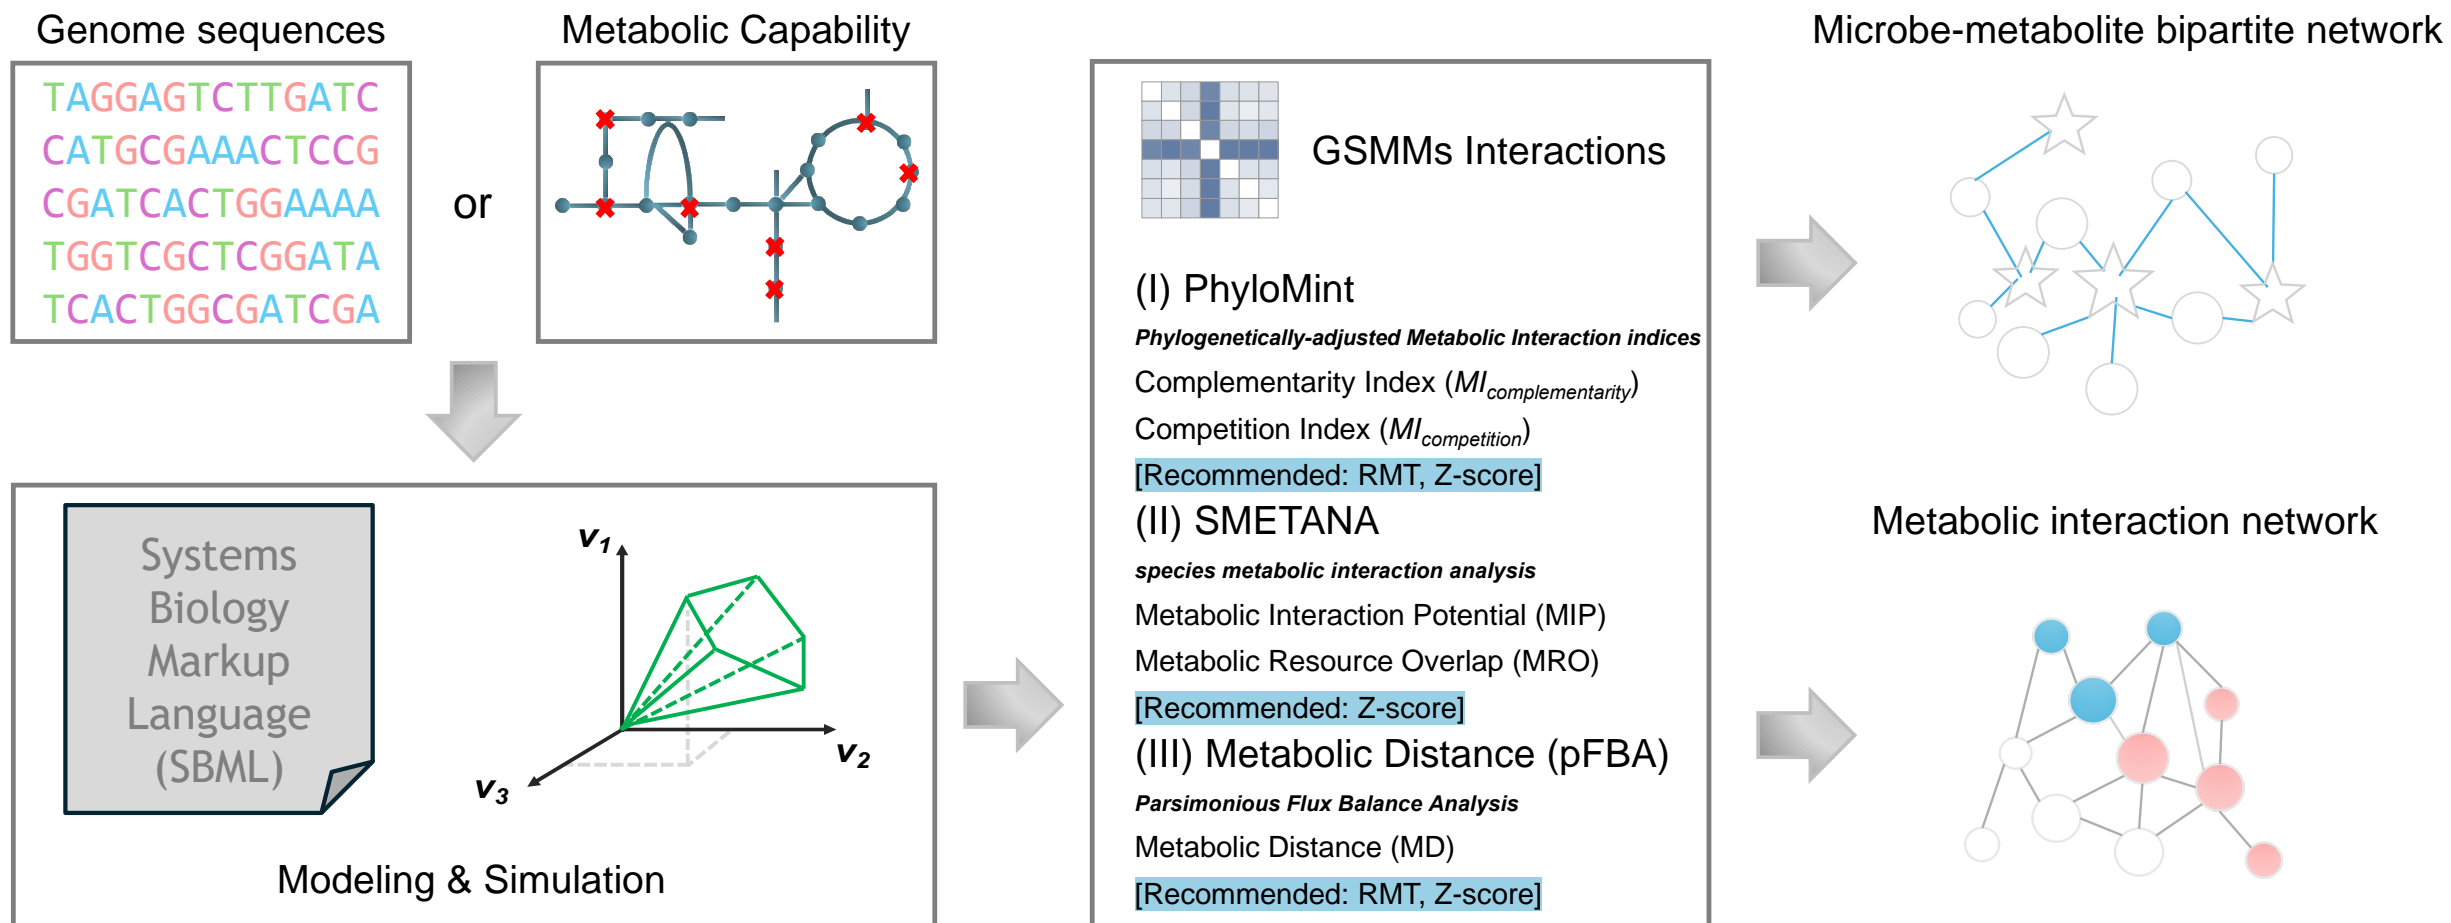 Genome sequences
TAGGAGTCTTGATC
CATGCGAAACTCCG
CGATCACTGGAAAA
TGGTCGCTCGGATA
TCACTGGCGATCGA
or
Metabolic Capability
Systems
Biology
Markup
Language
(SBML)
v1
v2
v3
Modeling & Simulation
GSMMs Interactions
(I) PhyloMint
Phylogenetically-adjusted Metabolic Interaction indices
Complementarity Index (MIcomplementarity)
Competition Index (MIcompetition)
[Recommended: RMT, Z-score]
(II) SMETANA
species metabolic interaction analysis
Metabolic Interaction Potential (MIP)
Metabolic Resource Overlap (MRO)
[Recommended: Z-score]
(III) Metabolic Distance (pFBA)
Parsimonious Flux Balance Analysis
Metabolic Distance (MD)
[Recommended: RMT, Z-score]
Microbe-metabolite bipartite network
Metabolic interaction network